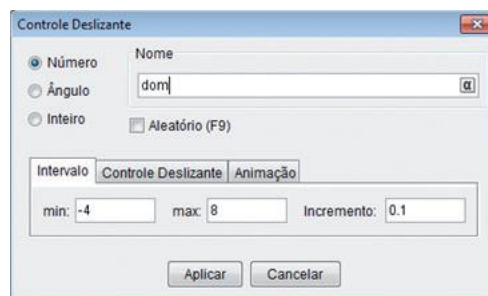 Controle Deslizante
Número
Nome
Ângulo
dom
α
Inteiro
Aleatório (F9)
Intervalo Controle Deslizante Animação
min: -4 max: 8 Incremento: 0.1
Aplicar Cancelar